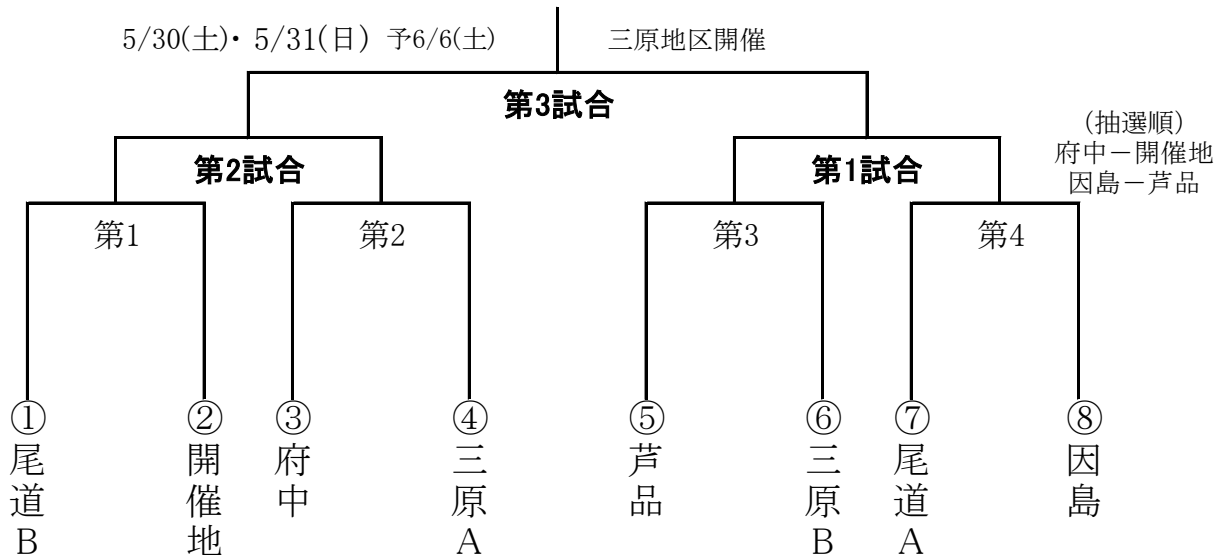 5/30(土)・5/31(日) 予6/6(土) 三原地区開催
第3試合
(抽選順)
府中－開催地
因島－芦品
第2試合 第1試合
第1 第2 第3 第4
①尾道B
②開催地
③府中
④三原A
⑤芦品
⑥三原B
⑦尾道A
⑧因島